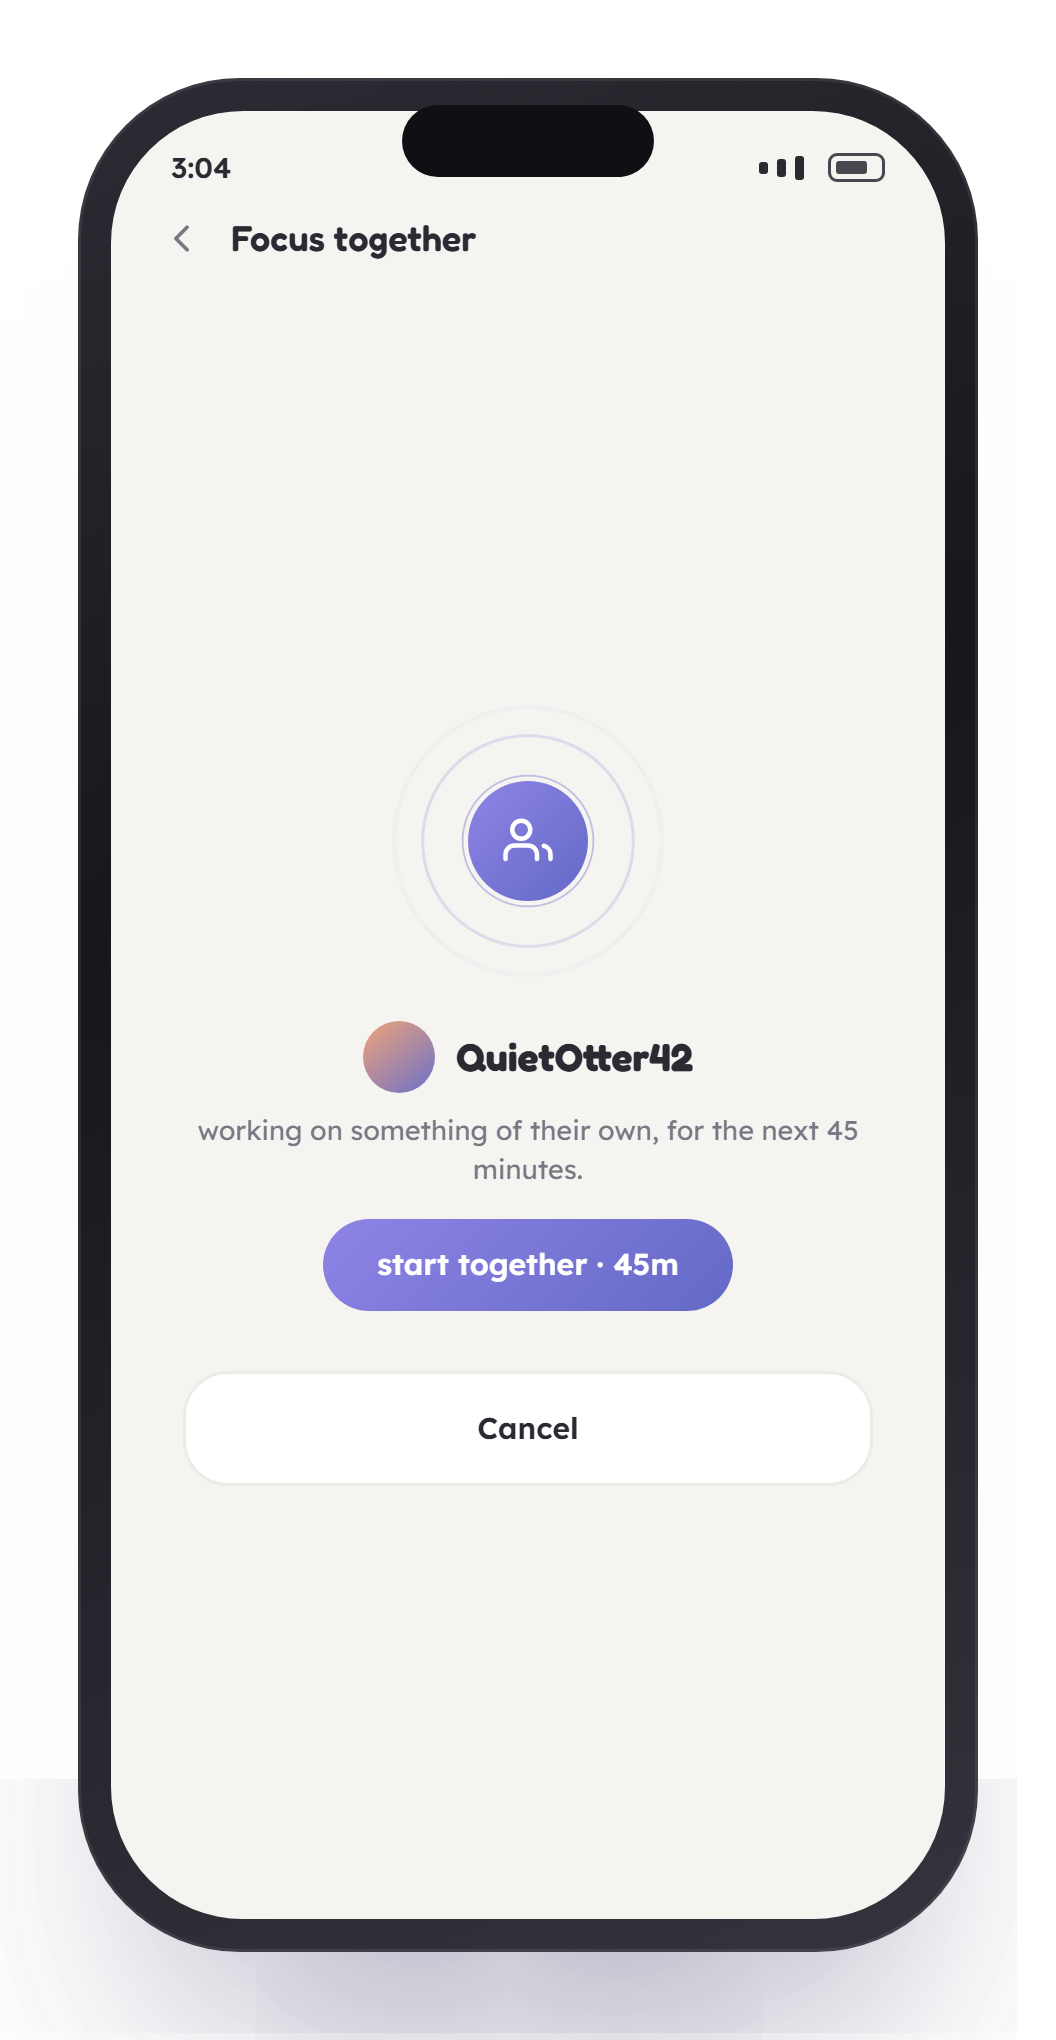 3:04
Focus together
QuietOtter42
working on something of their own, for the next 45
minutes.
start together · 45m
Cancel